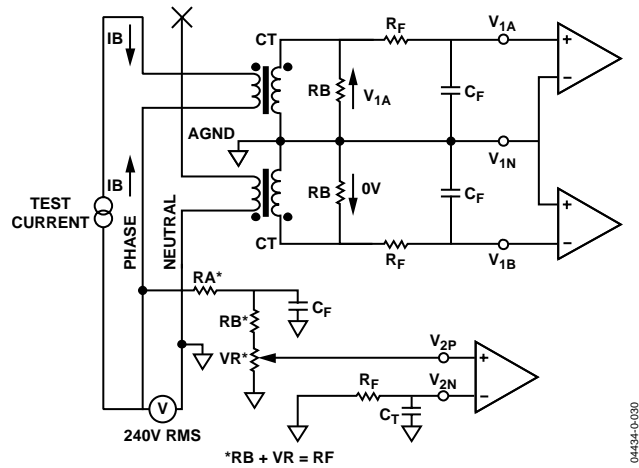 IB
CT
RF
V1A
RB
V1A
CF
AGND
V1N
IB
TEST
CURRENT
PHASE
NEUTRAL
RB
0V
CF
CT
RF
V1B
RA*
CF
RB*
VR*
V2P
RF
V2N
CT
V
240V RMS
*RB + VR = RF
04434-0-030
+
−
+
−
+
−